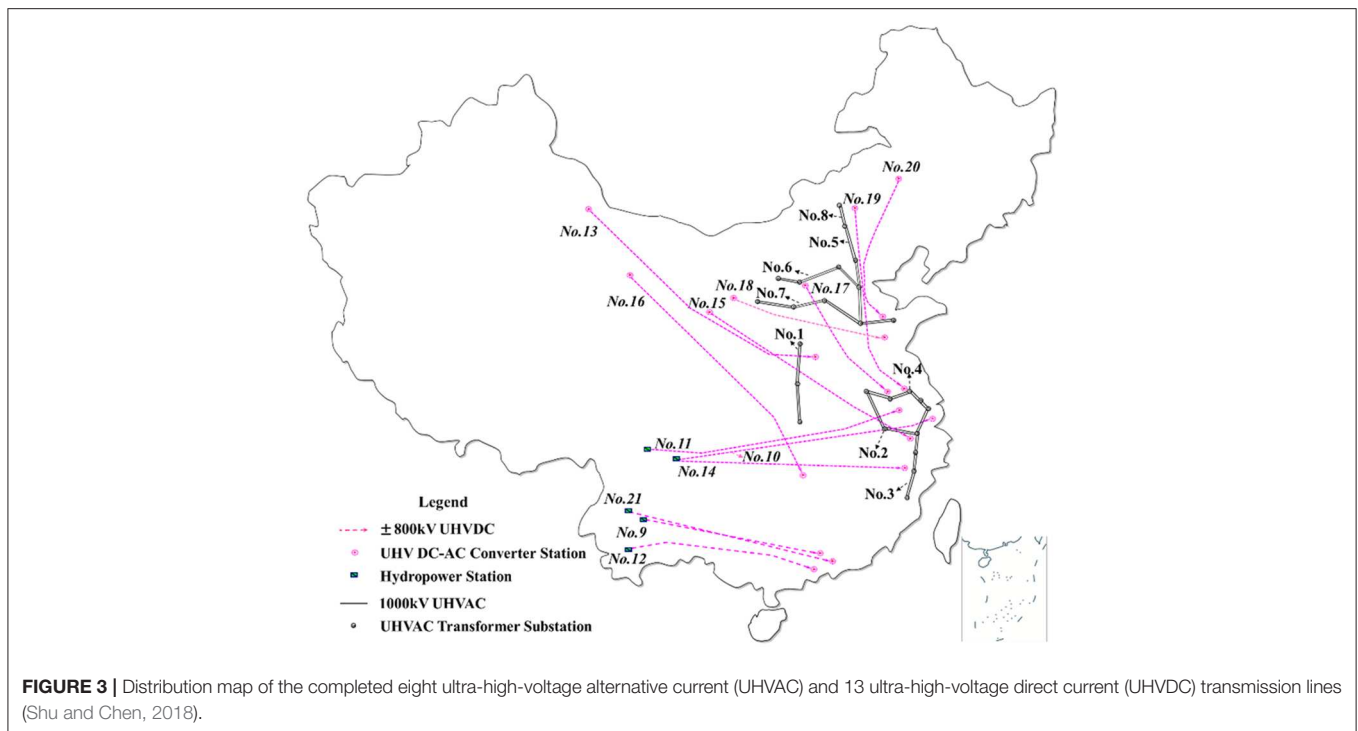 No.20
No.19
No.8
No.13
No.5
No.6
No.18
No.17
No.16
No.15
No.7
No.1
No.4
No.11
No.10
No.2
No.14
No.3
Legend
No.21
±800kV UHVDC
No.9
UHV DC-AC Converter Station
No.12
Hydropower Station
1000kV UHVAC
UHVAC Transformer Substation
FIGURE 3 | Distribution map of the completed eight ultra-high-voltage alternative current (UHVAC) and 13 ultra-high-voltage direct current (UHVDC) transmission lines
(Shu and Chen, 2018).